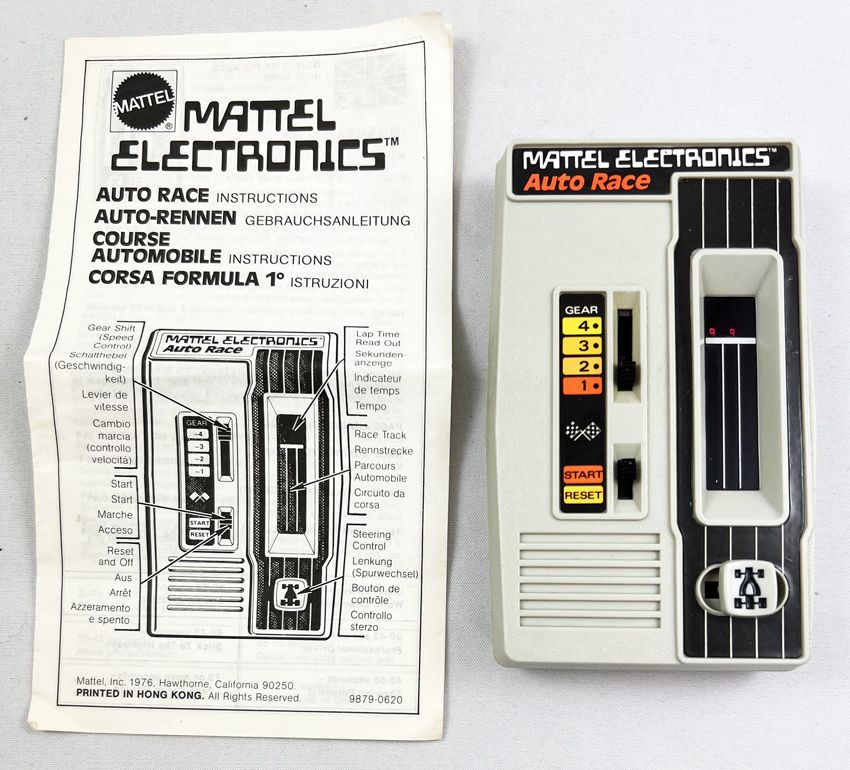 MATTEL
®
MATTEL
ELECTRONICS™
AUTO RACE INSTRUCTIONS
AUTO-RENNEN GEBRAUCHSANLEITUNG
COURSE
AUTOMOBILE INSTRUCTIONS
CORSA FORMULA 1° ISTRUZIONI
Gear Shift
(Speed
Control)
Schalthebel
(Geschwindig-
keit)
Levier de
vitesse
Cambio
marcia
(controllo
velocità)
Start
Start
Marche
Acceso
Reset
and Off
Aus
Arrêt
Azzeramento
e spento
MATTEL ELECTRONICS
Auto Race
GEAR
-4
-3
-2
-1
START
RESET
Lap Time
Read Out
Sekunden-
anzeige
Indicateur
de temps
Tempo
Race Track
Rennstrecke
Parcours
Automobile
Circuito da
corsa
Steering
Control
Lenkung
(Spurwechsel)
Bouton de
contrôle
Controllo
sterzo
Mattel, Inc. 1976, Hawthorne, California 90250.
PRINTED IN HONG KONG. All Rights Reserved.
9879-0620
MATTEL ELECTRONICS™
Auto Race
GEAR
4•
3•
2•
1•
START
RESET